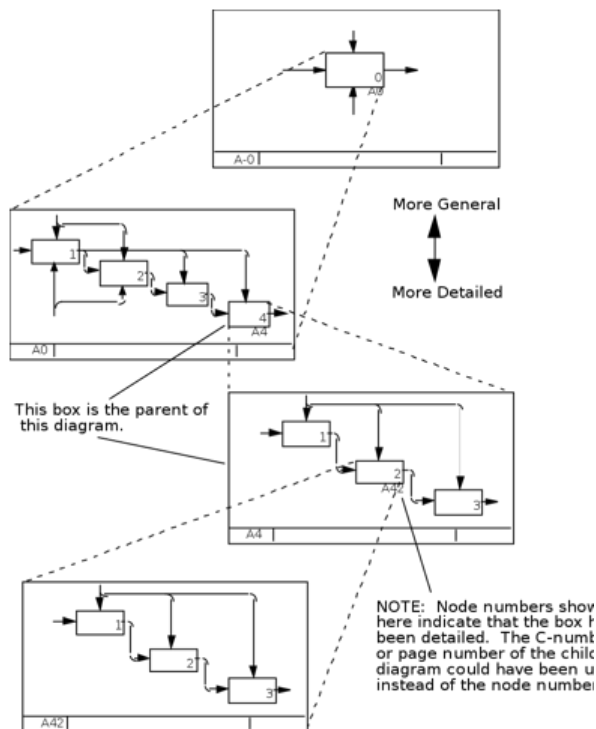 0
A0
A-0
More General
More Detailed
1
2
3
4
A4
A0
This box is the parent of
this diagram.
1
2
A42
3
A4
NOTE: Node numbers show
here indicate that the box h
been detailed. The C-numb
or page number of the chil
diagram could have been u
instead of the node number
1
2
3
A42